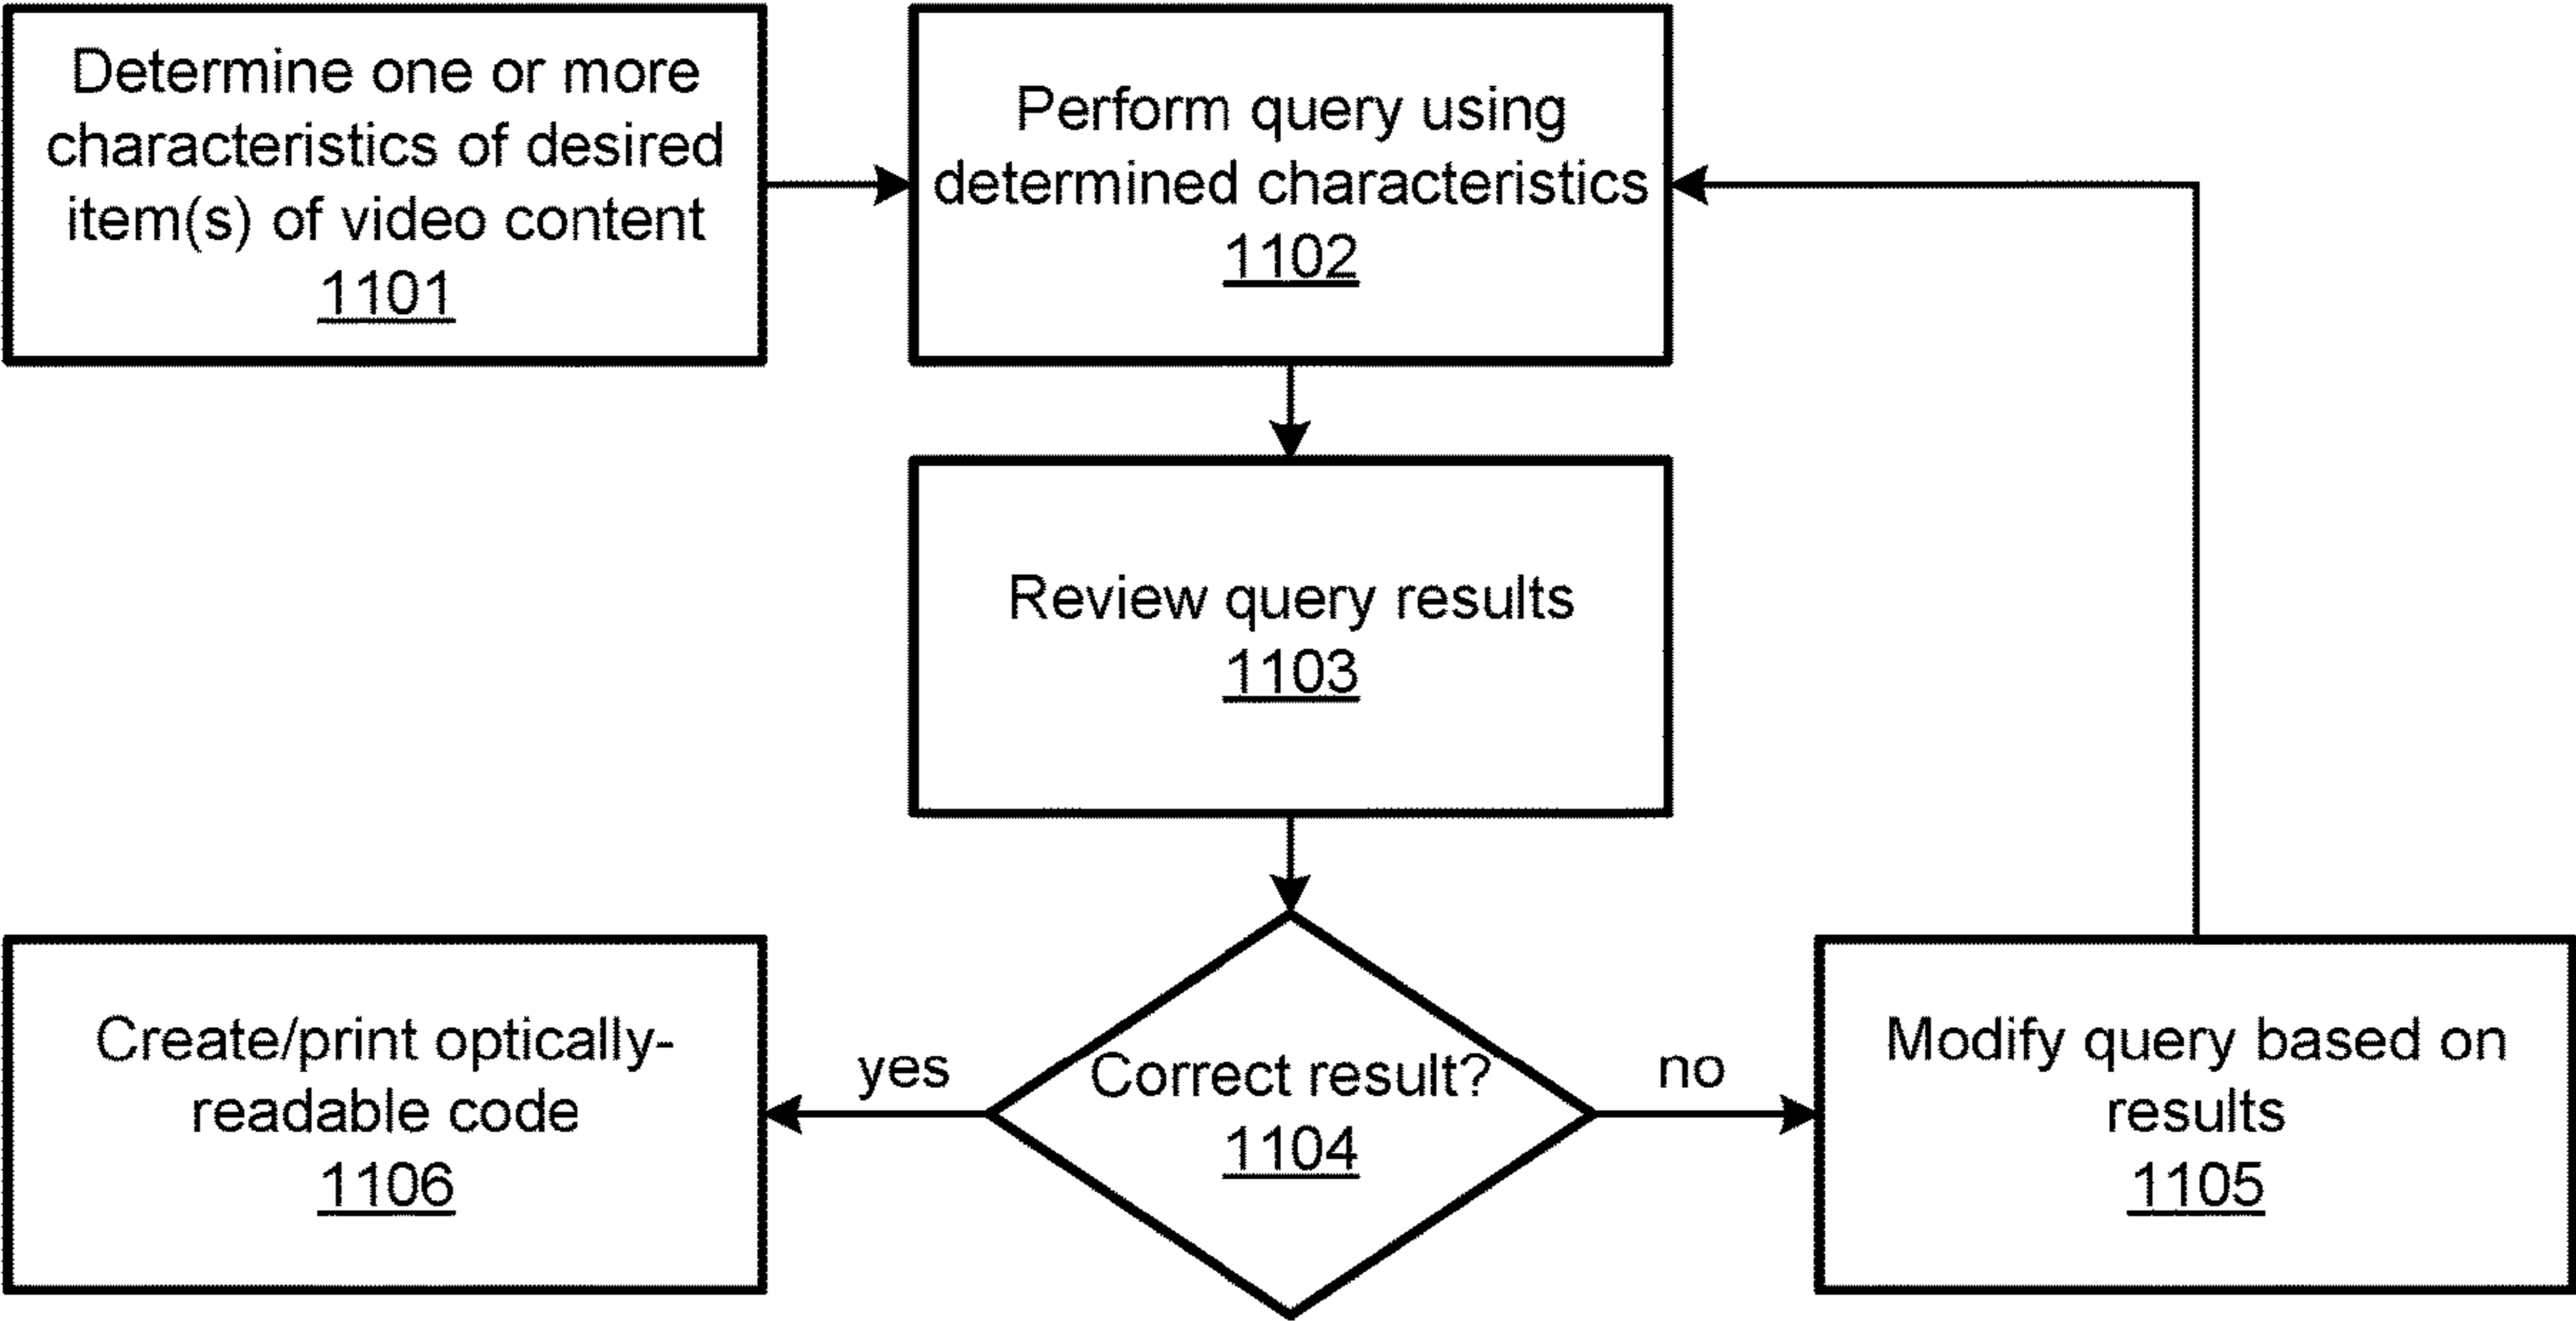 Determine one or more
characteristics of desired
item(s) of video content
1101
Perform query using
determined characteristics
1102
Review query results
1103
Correct result?
1104
yes
no
Create/print optically-
readable code
1106
Modify query based on
results
1105